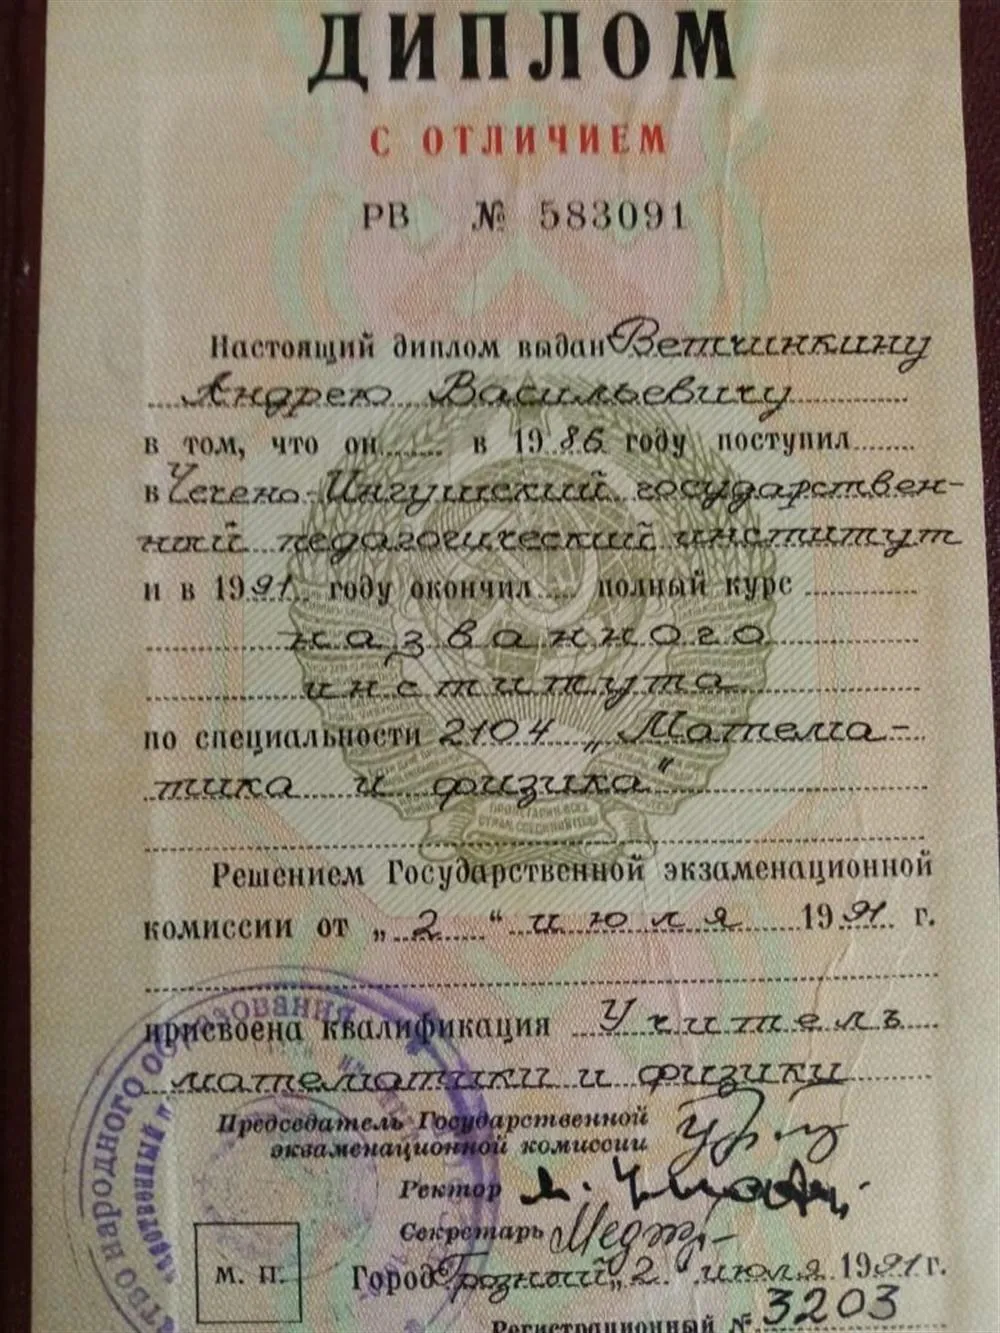 ДИПЛОМ
С ОТЛИЧИЕМ
РВ № 583091
Настоящий диплом выдан Ветчинкину
Андрею Васильевичу
в том, что он в 1986 году поступил
в Чечено-Ингушский государствен-
ный педагогический институт
и в 1991 году окончил полный курс
названного
института
по специальности 2104 „Матема-
тика и физика"
Решением Государственной экзаменационной
комиссии от „2" июля 1991 г.
присвоена квалификация Учитель
математики и физики
Председатель Государственной
экзаменационной комиссии
Ректор
Секретарь
М. П.
Город Грозный „2" июля 1991 г.
Регистрационный № 3203
народного образования